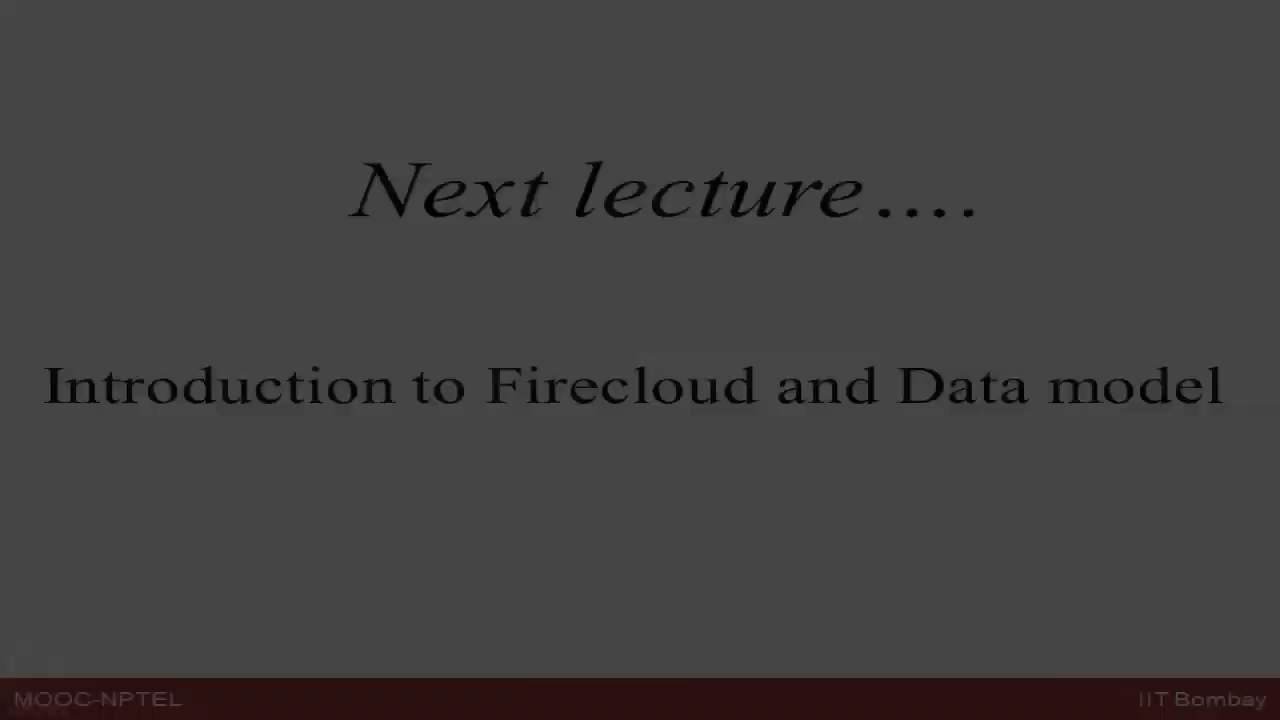 Next lecture....
Introduction to Firecloud and Data model
MOOC-NPTEL
IIT Bombay